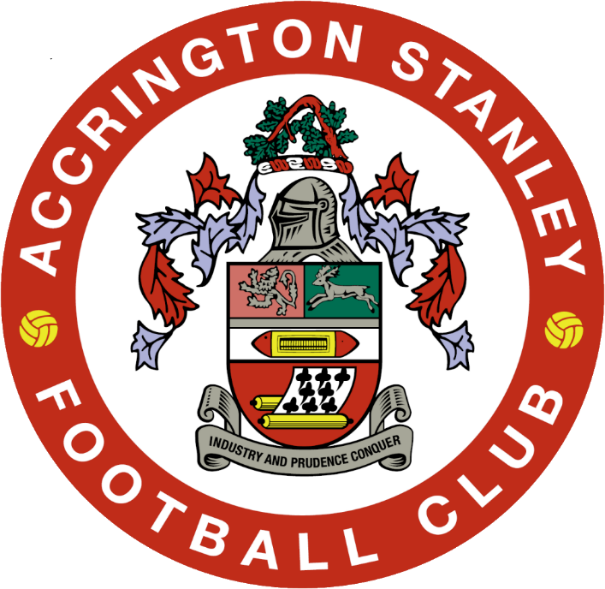 ACCRINGTON STANLEY
INDUSTRY AND PRUDENCE CONQUER
FOOTBALL CLUB